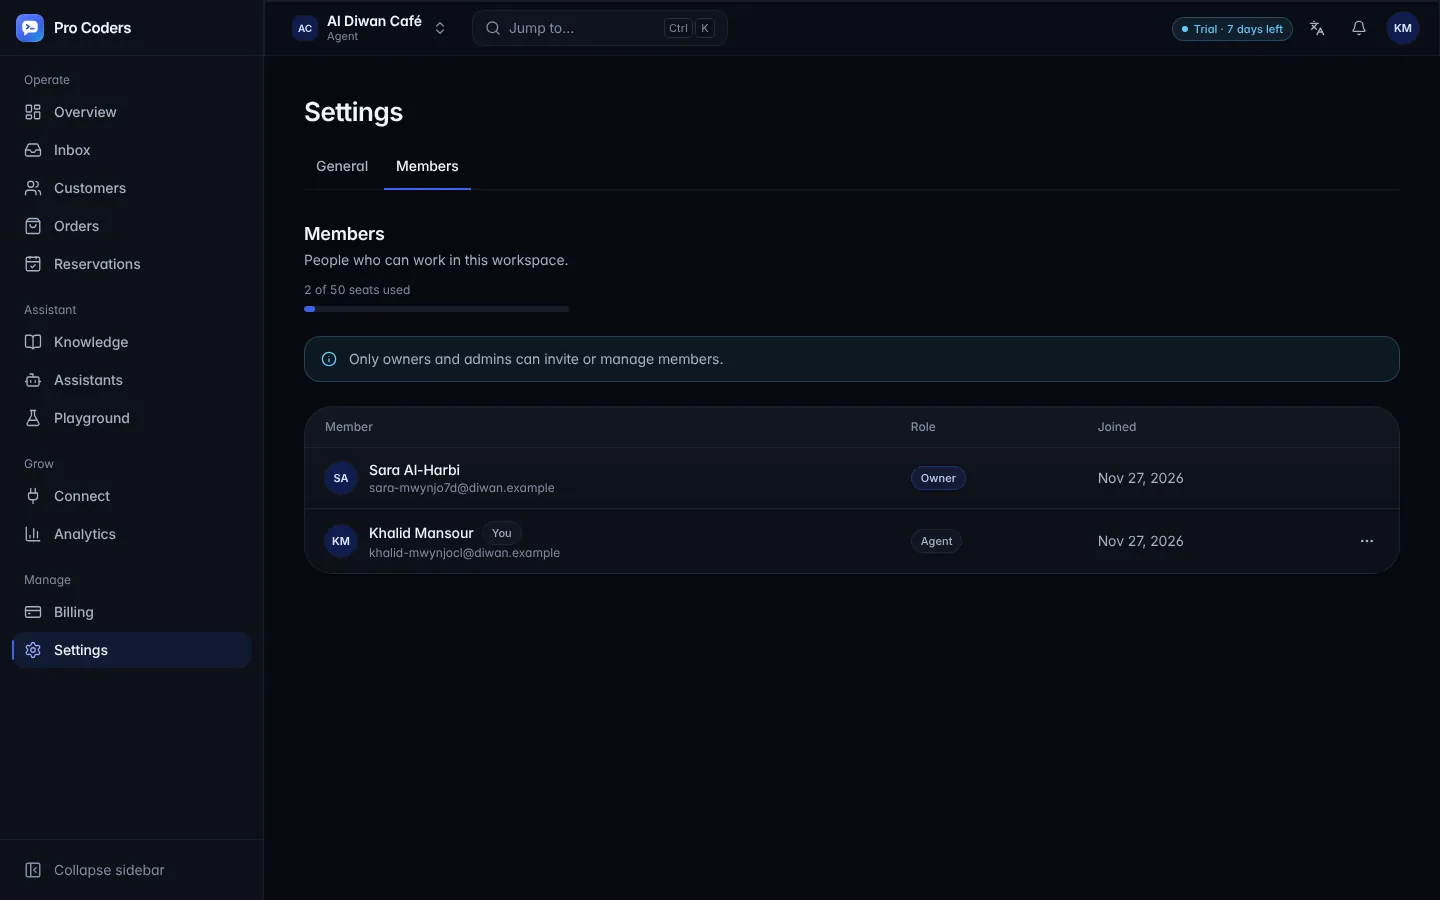 Pro Coders
AC
Al Diwan Café
Agent
Jump to...
Ctrl K
Trial · 7 days left
KM
Operate
Overview
Inbox
Customers
Orders
Reservations
Assistant
Knowledge
Assistants
Playground
Grow
Connect
Analytics
Manage
Billing
Settings
Collapse sidebar
Settings
General Members
Members
People who can work in this workspace.
2 of 50 seats used
Only owners and admins can invite or manage members.
Member Role Joined
SA Sara Al-Harbi Owner Nov 27, 2026
sara-mwynjo7d@diwan.example
KM Khalid Mansour You Agent Nov 27, 2026
khalid-mwynjocl@diwan.example